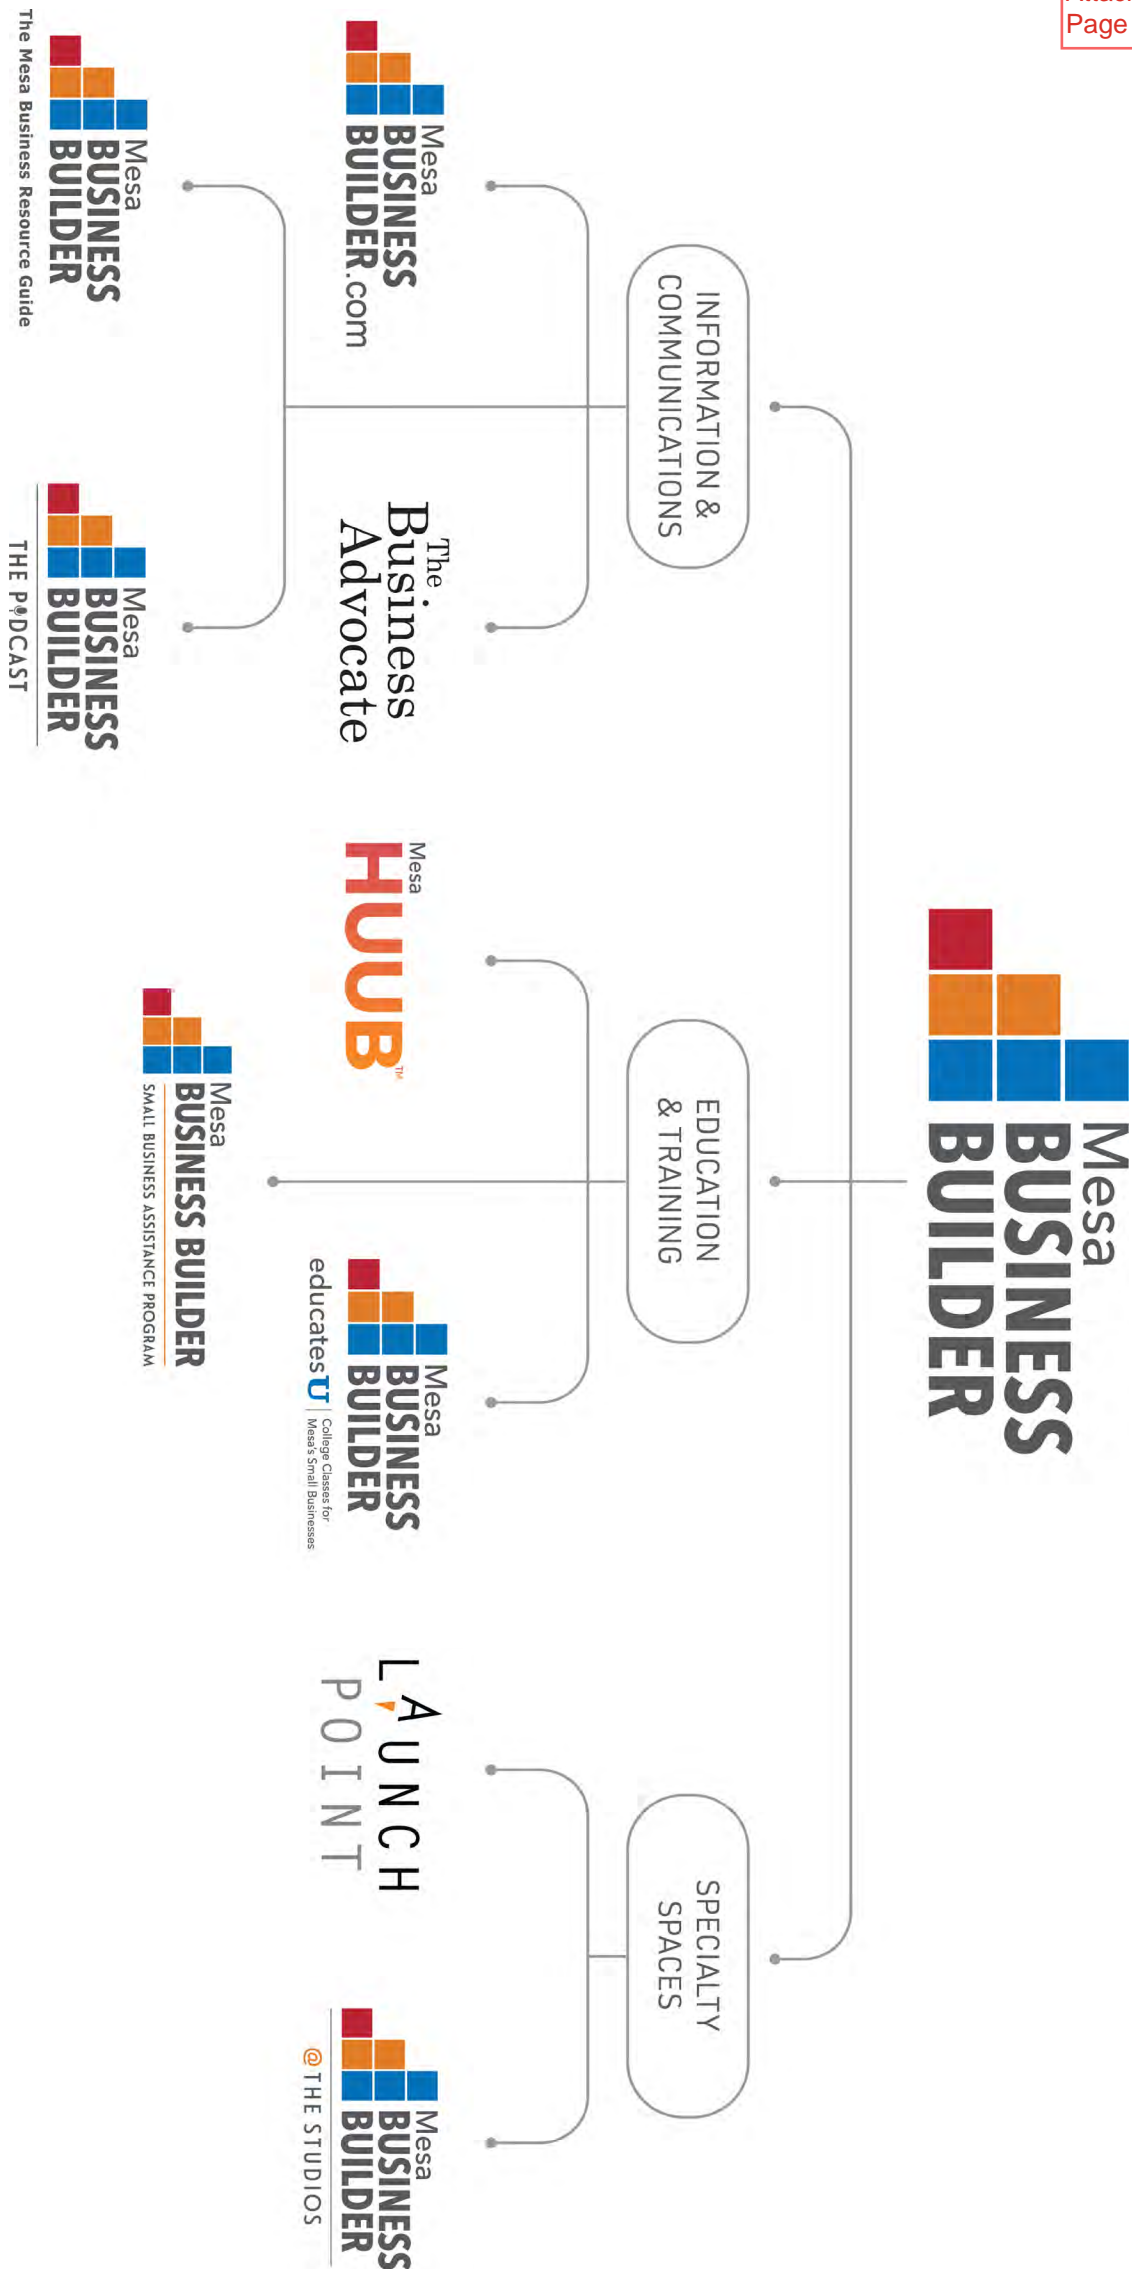 Page
Mesa
BUSINESS
BUILDER
INFORMATION &
COMMUNICATIONS
EDUCATION
& TRAINING
SPECIALTY
SPACES
Mesa
BUSINESS
BUILDER.com
The
Business
Advocate
Mesa
BUSINESS
BUILDER
The Mesa Business Resource Guide
Mesa
BUSINESS
BUILDER
THE PODCAST
Mesa
HUUB™
Mesa
BUSINESS
BUILDER
educatesU
College Classes for
Mesa's Small Businesses
Mesa
BUSINESS BUILDER
SMALL BUSINESS ASSISTANCE PROGRAM
LAUNCH
POINT
Mesa
BUSINESS
BUILDER
@THE STUDIOS